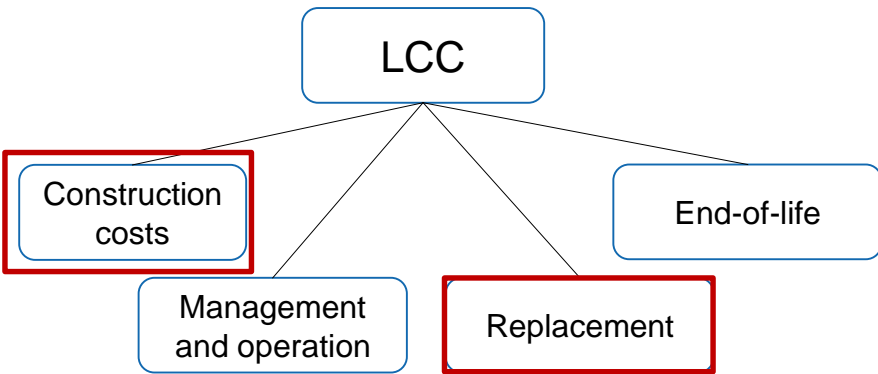 LCC
Construction
costs
End-of-life
Management
and operation
Replacement